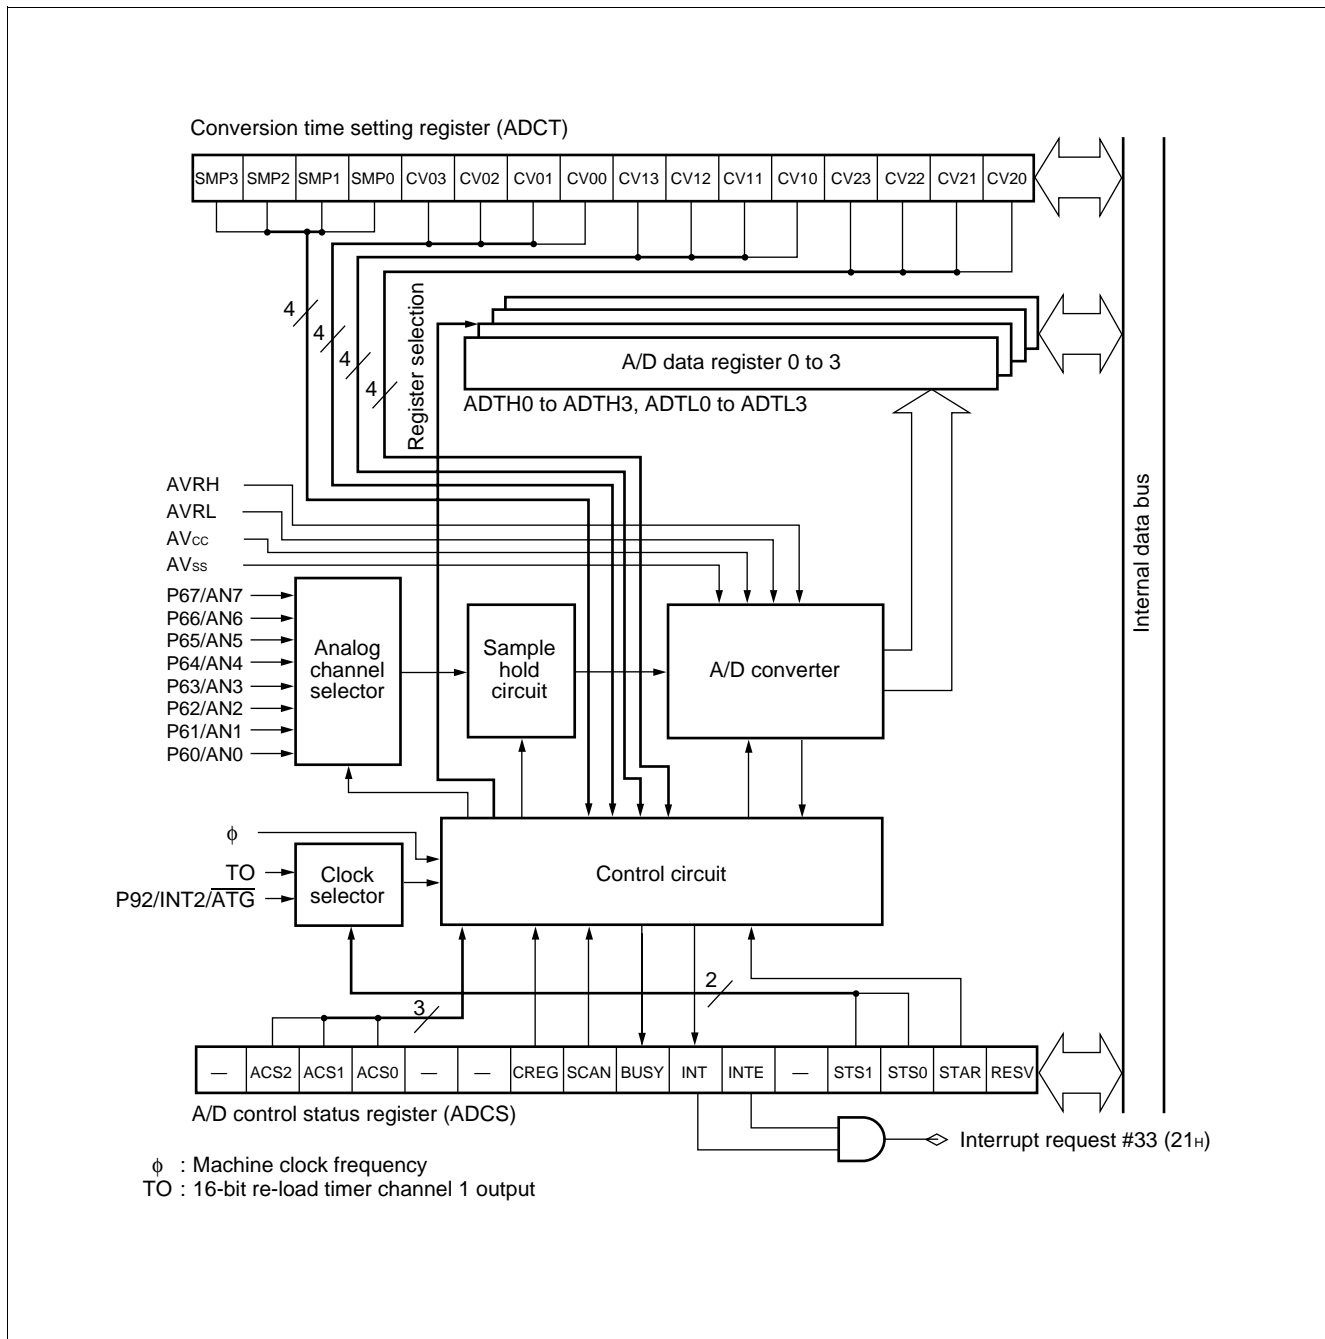 Conversion time setting register (ADCT)
SMP3 SMP2 SMP1 SMP0 CV03 CV02 CV01 CV00 CV13 CV12 CV11 CV10 CV23 CV22 CV21 CV20
4
4
4
4
Register selection
A/D data register 0 to 3
ADTH0 to ADTH3, ADTL0 to ADTL3
Internal data bus
AVRH
AVRL
AVCC
AVSS
P67/AN7
P66/AN6
P65/AN5
P64/AN4
P63/AN3
P62/AN2
P61/AN1
P60/AN0
Analog
channel
selector
Sample
hold
circuit
A/D converter
ϕ
TO
P92/INT2/ATG
Clock
selector
Control circuit
2
3
— ACS2 ACS1 ACS0 — — CREG SCAN BUSY INT INTE — STS1 STS0 STAR RESV
A/D control status register (ADCS)
Interrupt request #33 (21H)
ϕ : Machine clock frequency
TO : 16-bit re-load timer channel 1 output